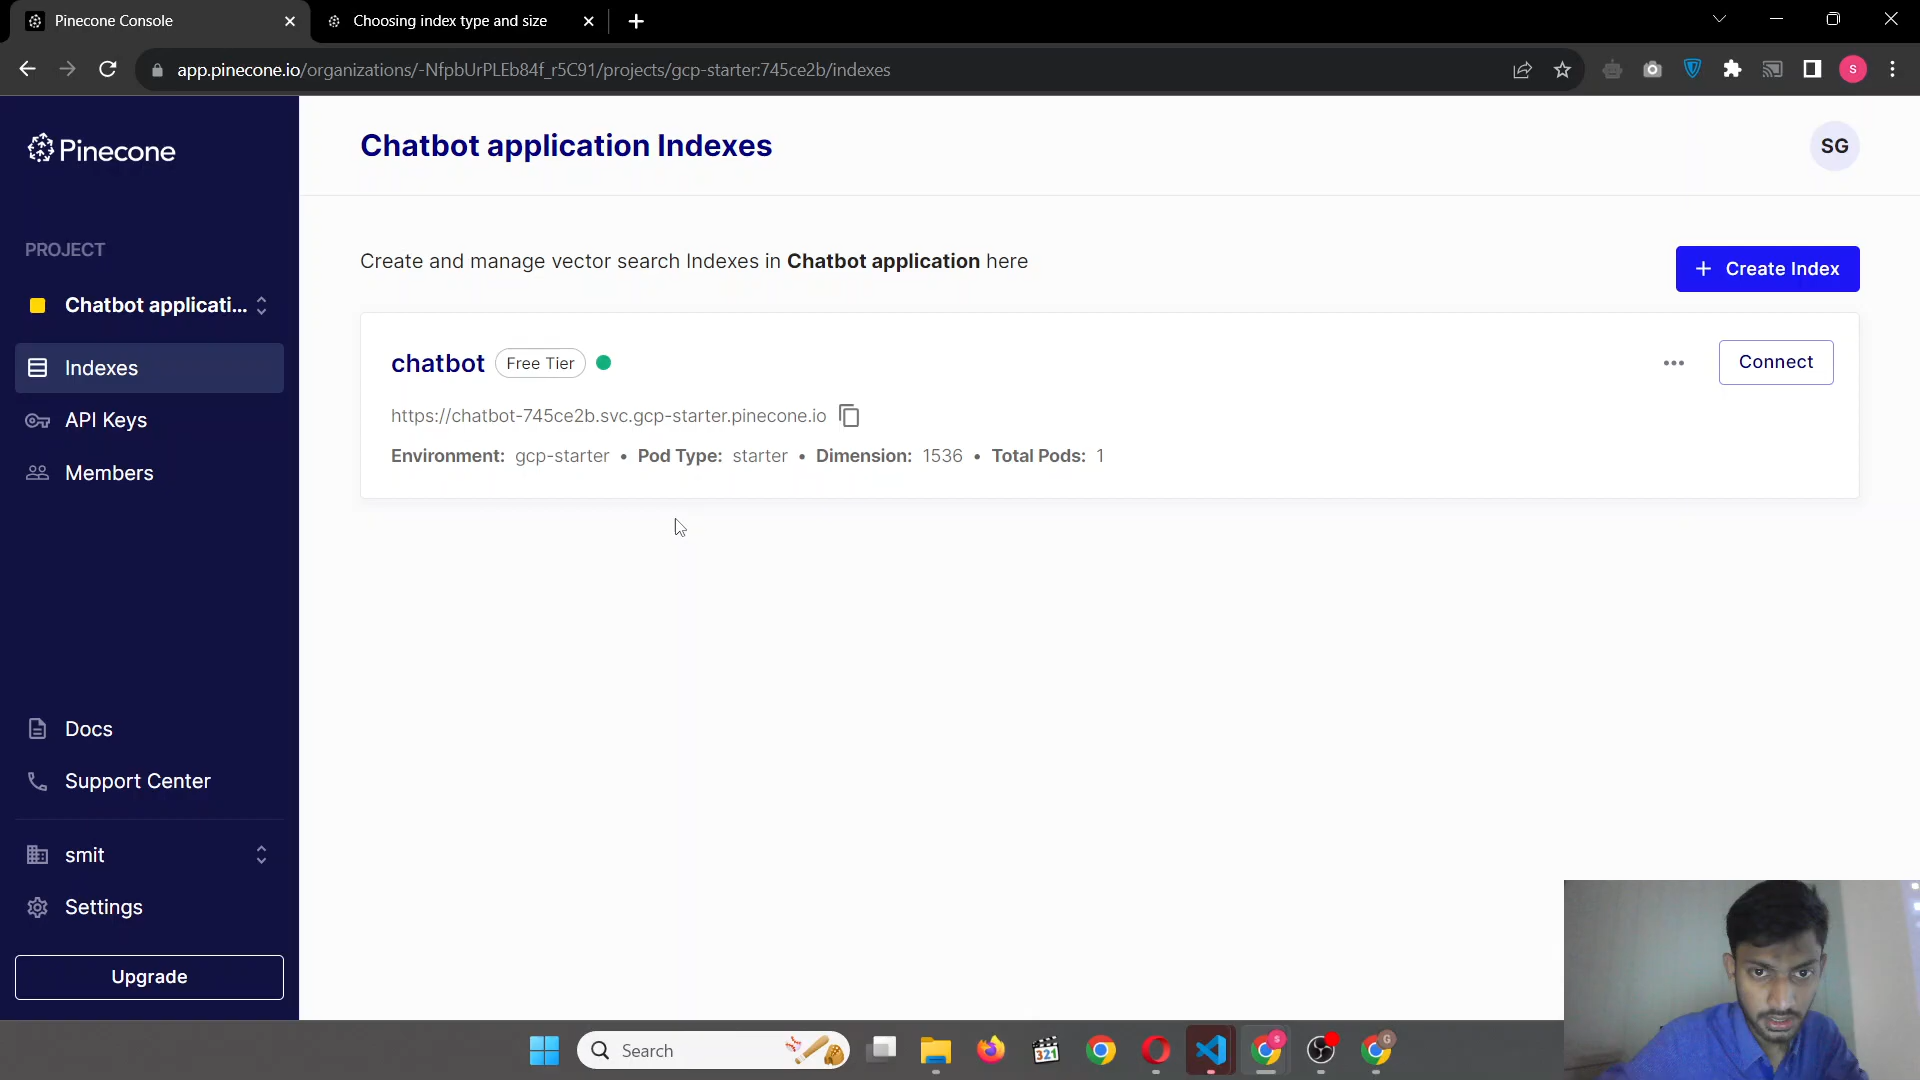 Pinecone Console
Choosing index type and size
app.pinecone.io/organizations/-NfpbUrPLEb84f_r5C91/projects/gcp-starter:745ce2b/indexes
S
Pinecone
Chatbot application Indexes
SG
PROJECT
Create and manage vector search Indexes in Chatbot application here
+ Create Index
Chatbot applicati...
chatbot Free Tier
Connect
Indexes
https://chatbot-745ce2b.svc.gcp-starter.pinecone.io
API Keys
Environment: gcp-starter • Pod Type: starter • Dimension: 1536 • Total Pods: 1
Members
Docs
Support Center
smit
Settings
Upgrade
Search
321
S
G